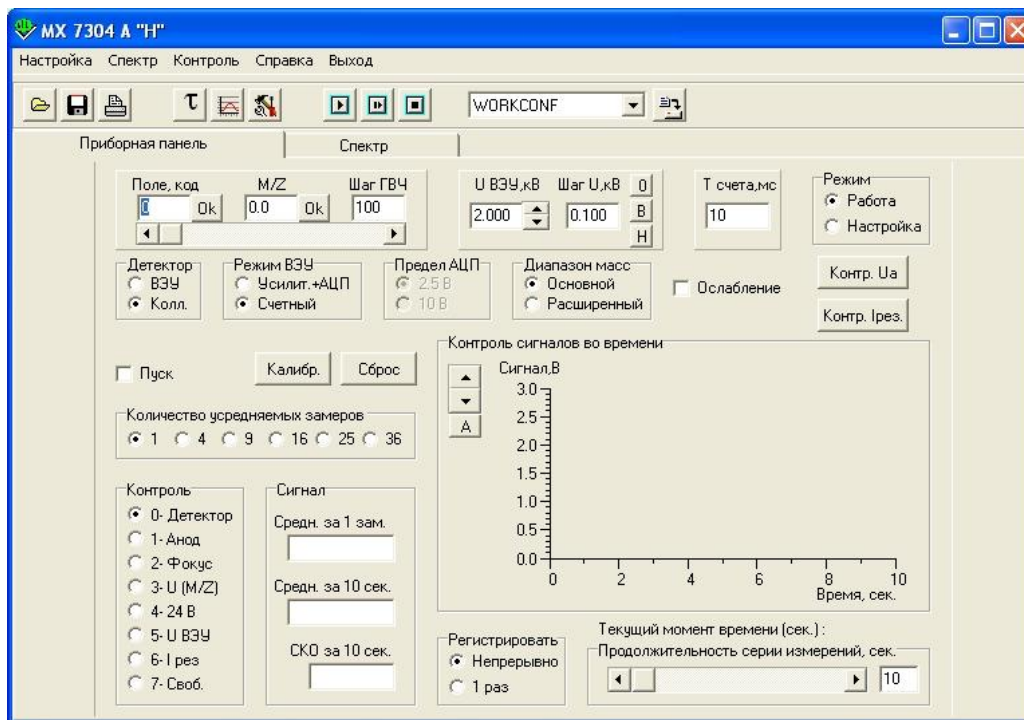 МХ 7304 А "Н"
Настройка Спектр Контроль Справка Выход
τ WORKCONF
Приборная панель Спектр
Поле, код M/Z Шаг ГВЧ
0 Ok 0.0 Ok 100
U ВЭУ,кВ Шаг U,кВ 0
2.000 0.100 В
Н
Т счета,мс
10
Режим
Работа
Настройка
Детектор
ВЭУ
Колл.
Режим ВЭУ
Усилит.+АЦП
Счетный
Предел АЦП
2.5 В
10 В
Диапазон масс
Основной
Расширенный
Ослабление
Контр. Ua
Контр. Iрез.
Пуск Калибр. Сброс
Количество усредняемых замеров
1 4 9 16 25 36
Контроль
0- Детектор
1- Анод
2- Фокус
3- U (M/Z)
4- 24 В
5- U ВЭУ
6- I рез
7- Своб.
Сигнал
Средн. за 1 зам.
Средн. за 10 сек.
СКО за 10 сек.
Контроль сигналов во времени
А
Сигнал,В
3.0
2.5
2.0
1.5
1.0
0.5
0.0
0 2 4 6 8 10
Время, сек.
Регистрировать
Непрерывно
1 раз
Текущий момент времени (сек.) :
Продолжительность серии измерений, сек.
10